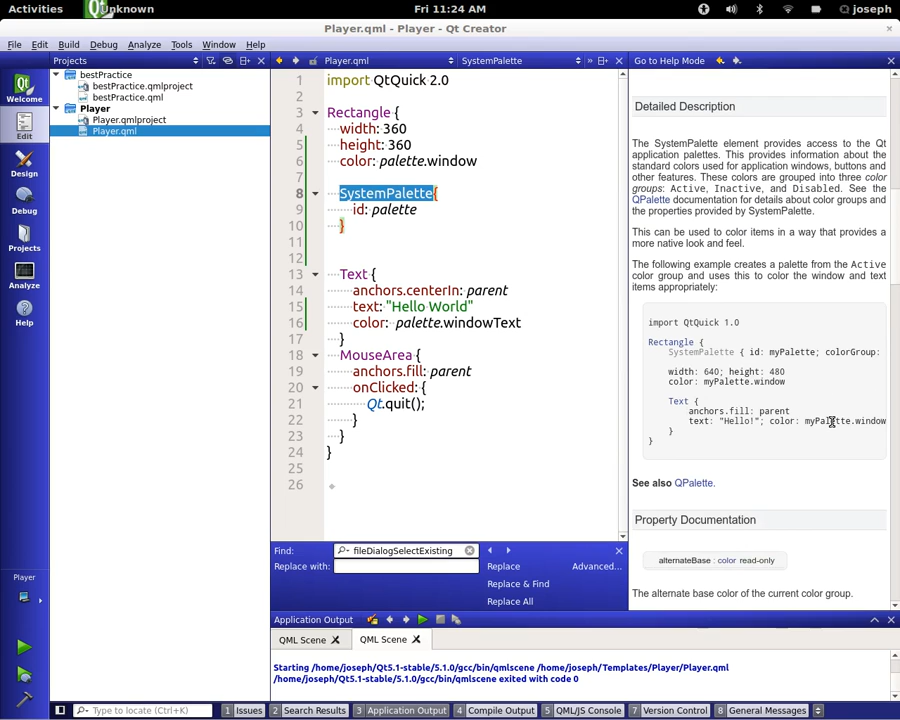 Activities
Unknown
Fri 11:24 AM
joseph
Player.qml - Player - Qt Creator
File Edit Build Debug Analyze Tools Window Help
Projects
Player.qml
SystemPalette
Go to Help Mode
Welcome
Edit
Design
Debug
Projects
Analyze
Help
Player
bestPractice
bestPractice.qmlproject
bestPractice.qml
Player
Player.qmlproject
Player.qml
1 import QtQuick 2.0
2
3 Rectangle {
4 width: 360
5 height: 360
6 color: palette.window
7
8 SystemPalette{
9 id: palette
10 }
11
12
13 Text {
14 anchors.centerIn: parent
15 text: "Hello World"
16 color: palette.windowText
17 }
18 MouseArea {
19 anchors.fill: parent
20 onClicked: {
21 Qt.quit();
22 }
23 }
24 }
25
26
Detailed Description
The SystemPalette element provides access to the Qt
application palettes. This provides information about the
standard colors used for application windows, buttons and
other features. These colors are grouped into three color
groups: Active, Inactive, and Disabled. See the
QPalette documentation for details about color groups and
the properties provided by SystemPalette.
This can be used to color items in a way that provides a
more native look and feel.
The following example creates a palette from the Active
color group and uses this to color the window and text
items appropriately:
import QtQuick 1.0
Rectangle {
SystemPalette { id: myPalette; colorGroup:
width: 640; height: 480
color: myPalette.window
Text {
anchors.fill: parent
text: "Hello!"; color: myPalette.window
}
}
See also QPalette.
Property Documentation
alternateBase : color read-only
The alternate base color of the current color group.
Find: fileDialogSelectExisting
Replace with:
Replace Advanced...
Replace & Find
Replace All
Application Output
QML Scene
QML Scene
Starting /home/joseph/Qt5.1-stable/5.1.0/gcc/bin/qmlscene /home/joseph/Templates/Player/Player.qml
/home/joseph/Qt5.1-stable/5.1.0/gcc/bin/qmlscene exited with code 0
Type to locate (Ctrl+K)
1 Issues
2 Search Results
3 Application Output
4 Compile Output
5 QML/JS Console
7 Version Control
8 General Messages